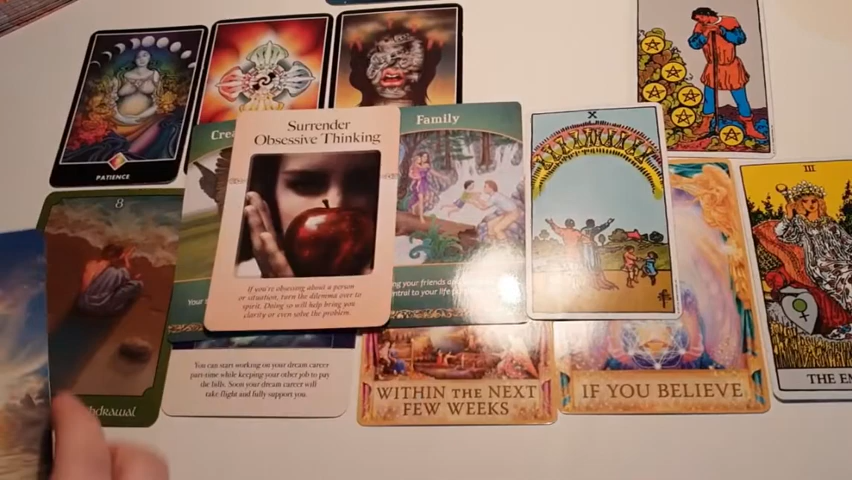 PATIENCE
Surrender
Obsessive Thinking
If you're obsessing about a person
or situation, turn the dilemma over to
spirit. Doing so will help bring you
clarity or even solve the problem.
Family
X
III
8
You can start working on your dream career
part-time while keeping your other job to pay
the bills. Soon your dream career will
take flight and fully support you.
WITHIN THE NEXT
FEW WEEKS
IF YOU BELIEVE
THE EM